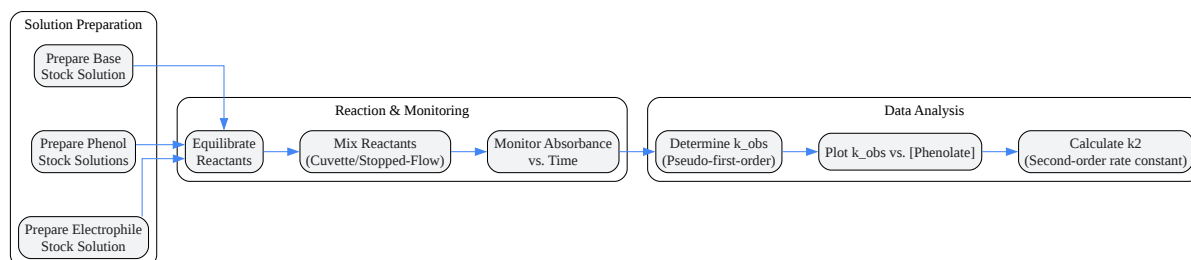 Solution Preparation
Prepare Base
Stock Solution
Prepare Phenol
Stock Solutions
Prepare Electrophile
Stock Solution
Reaction & Monitoring
Equilibrate
Reactants
Mix Reactants
(Cuvette/Stopped-Flow)
Monitor Absorbance
vs. Time
Data Analysis
Determine k_obs
(Pseudo-first-order)
Plot k_obs vs. [Phenolate]
Calculate k2
(Second-order rate constant)